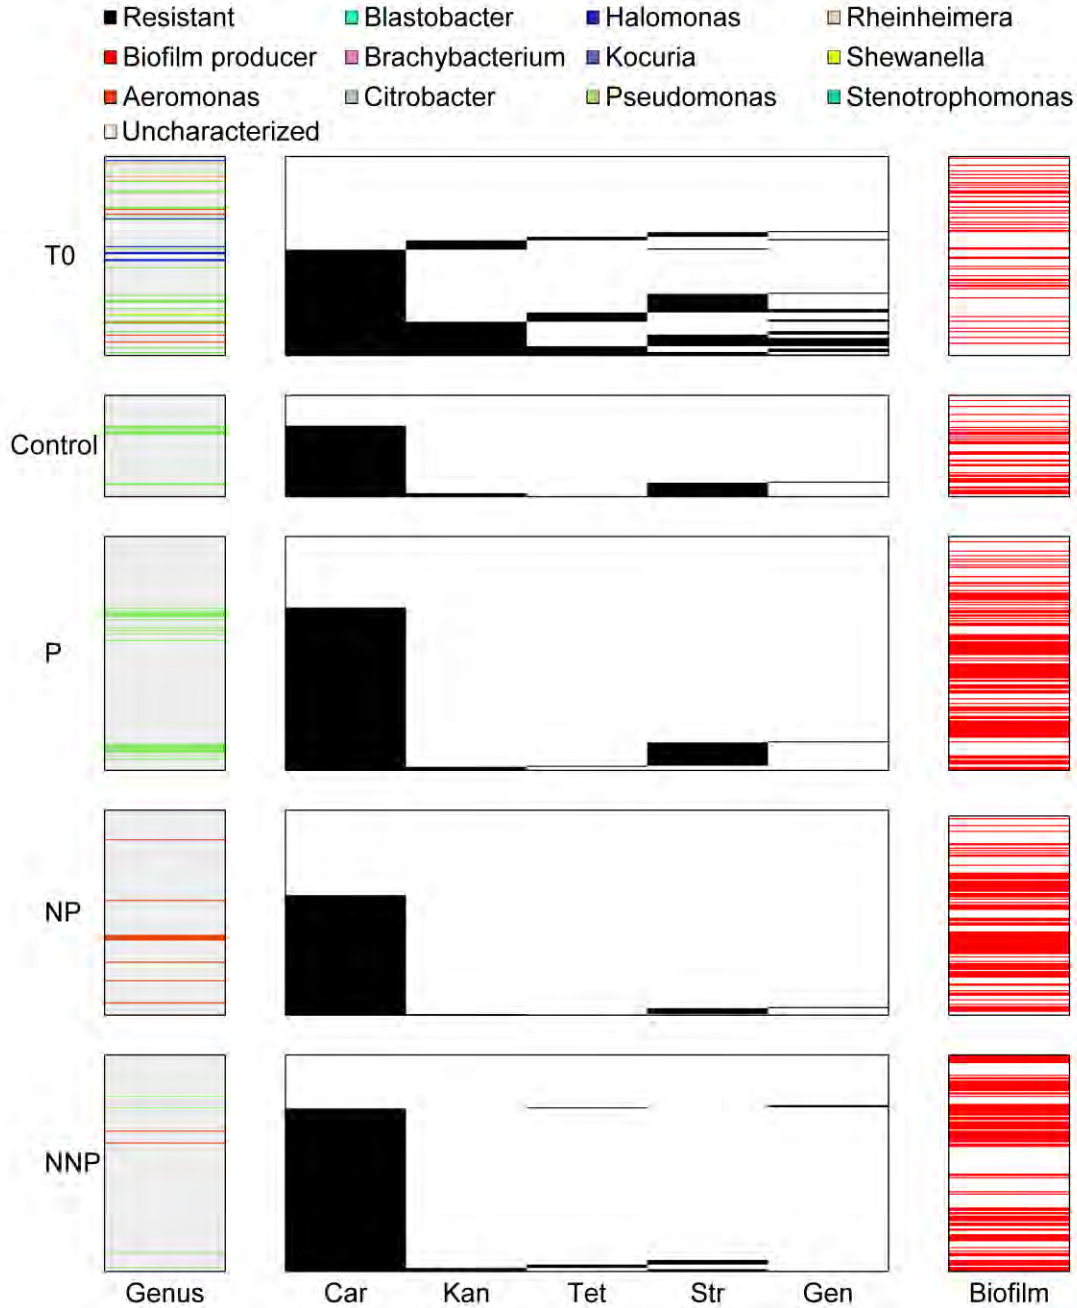 Resistant Blastobacter Halomonas Rheinheimera
Biofilm producer Brachybacterium Kocuria Shewanella
Aeromonas Citrobacter Pseudomonas Stenotrophomonas
Uncharacterized
T0
Control
P
NP
NNP
Genus Car Kan Tet Str Gen Biofilm